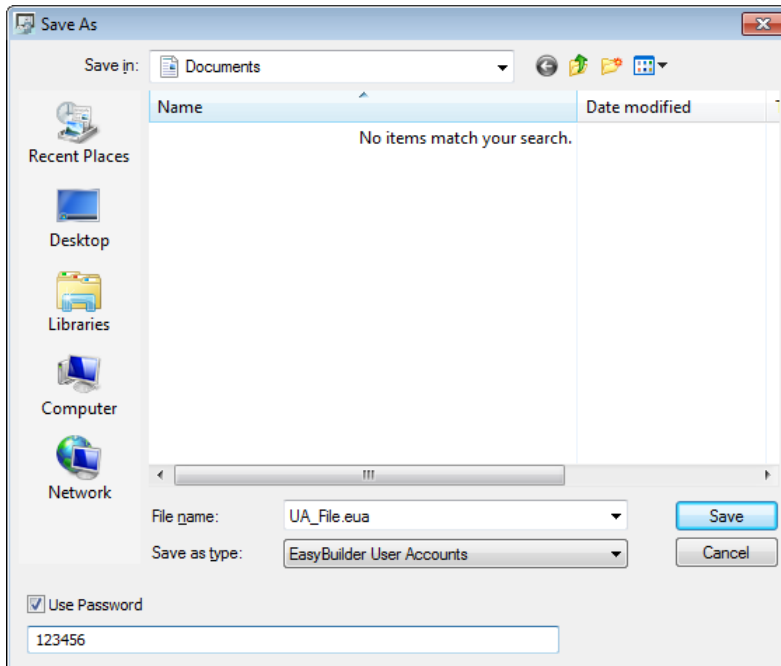 Save As
Save in: Documents
Name Date modified
No items match your search.
Recent Places
Desktop
Libraries
Computer
Network
File name: UA_File.eua Save
Save as type: EasyBuilder User Accounts Cancel
Use Password
123456